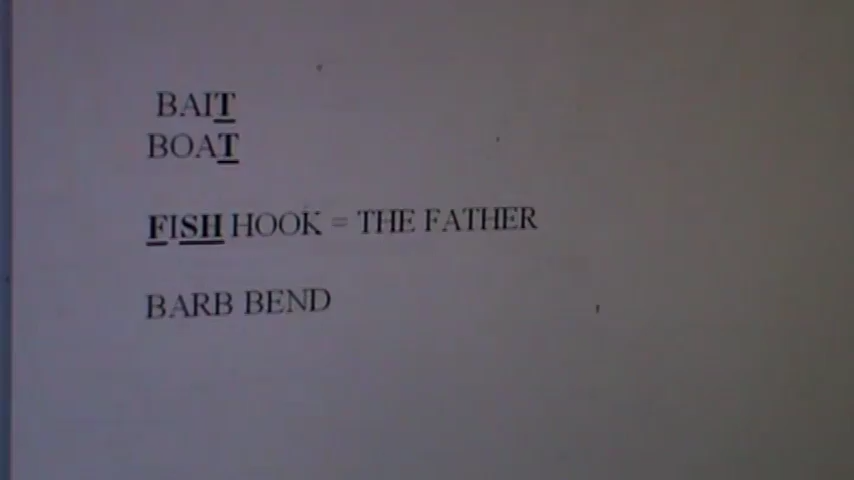 BAIT
BOAT
FISH HOOK = THE FATHER
BARB BEND